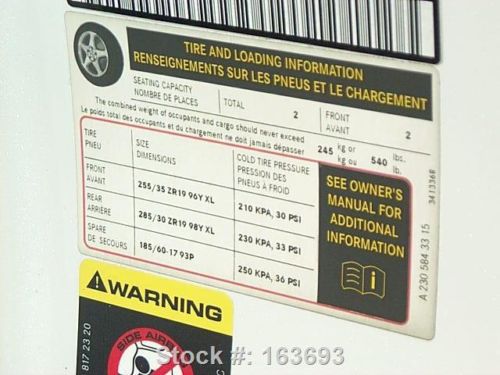 TIRE AND LOADING INFORMATION
RENSEIGNEMENTS SUR LES PNEUS ET LE CHARGEMENT
SEATING CAPACITY
NOMBRE DE PLACES
TOTAL 2
FRONT
AVANT 2
The combined weight of occupants and cargo should never exceed
Le poids total des occupants et du chargement ne doit jamais dépasser
245 kg or
kg ou
540 lbs.
lb.
TIRE
PNEU
SIZE
DIMENSIONS
COLD TIRE PRESSURE
PRESSION DES
PNEUS À FROID
FRONT
AVANT
255/35 ZR19 96Y XL
210 KPA, 30 PSI
REAR
ARRIÈRE
285/30 ZR19 98Y XL
230 KPA, 33 PSI
SPARE
DE SECOURS
185/60-17 93P
250 KPA, 36 PSI
SEE OWNER'S
MANUAL FOR
ADDITIONAL
INFORMATION
i
341336R
A 230 584 33 15
WARNING
SIDE AIRB
817 23 20
Stock #: 163693